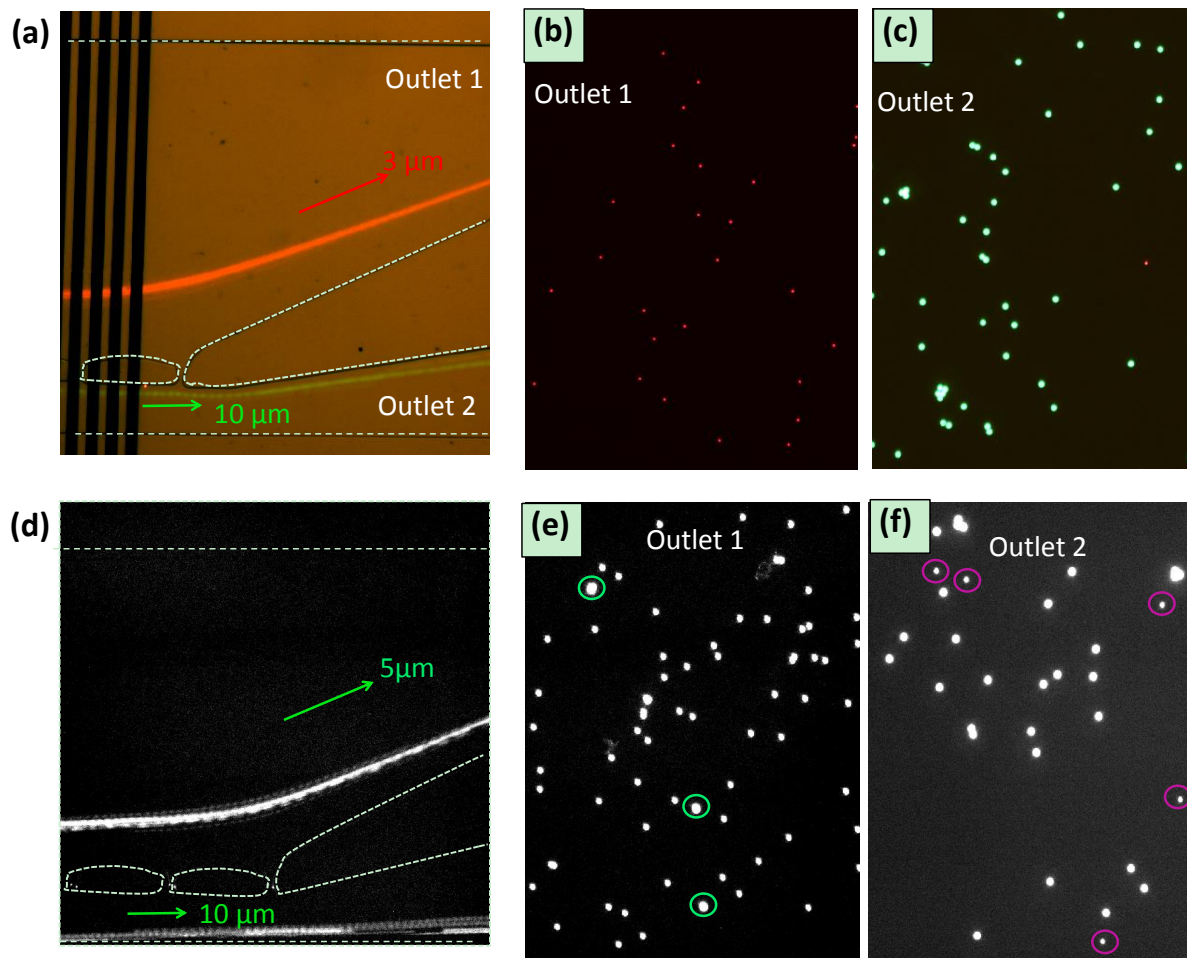 (a)
Outlet 1
3 µm
10 µm
Outlet 2
(b)
Outlet 1
(c)
Outlet 2
(d)
5µm
10 µm
(e)
Outlet 1
(f)
Outlet 2